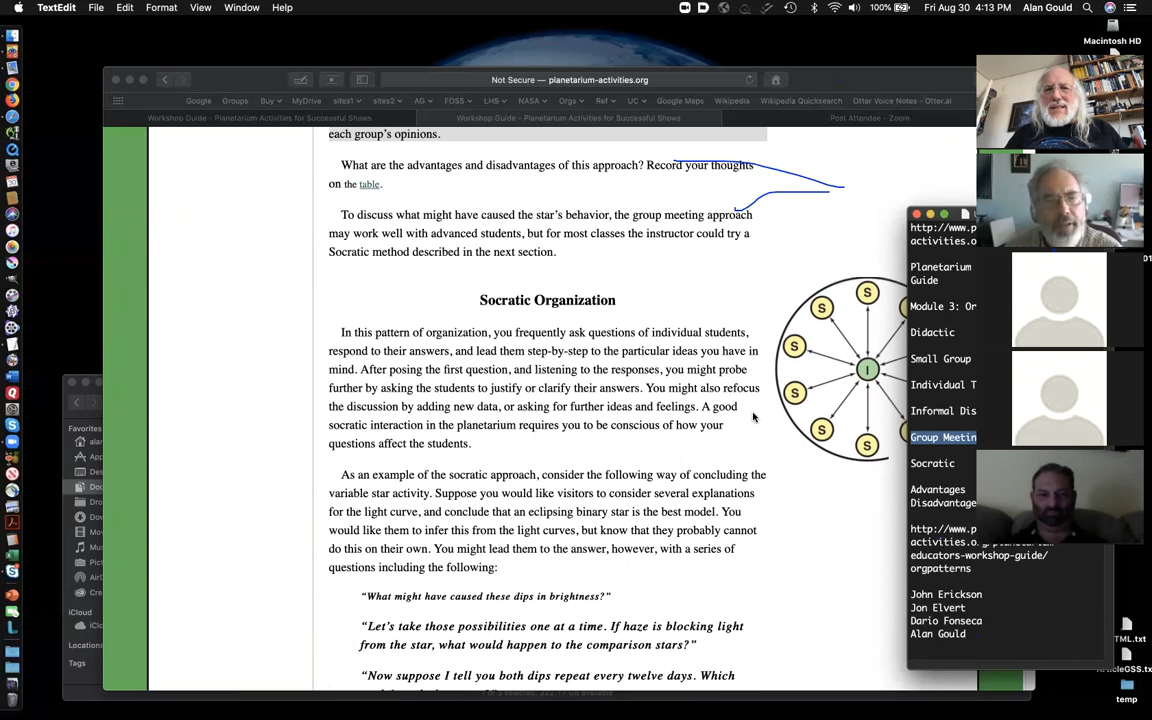 TextEdit File Edit Format View Window Help 100% Fri Aug 30 4:13 PM Alan Gould
Macintosh HD
Not Secure — planetarium-activities.org
Google Groups Buy MyDrive sites1 sites2 AG FOSS LHS NASA Orgs Ref UC Google Maps Wikipedia Wikipedia Quicksearch Otter Voice Notes - Otter.ai
Workshop Guide - Planetarium Activities for Successful Shows Workshop Guide – Planetarium Activities for Successful Shows Post Attendee - Zoom
each group's opinions.
What are the advantages and disadvantages of this approach? Record your thoughts
on the table.
To discuss what might have caused the star's behavior, the group meeting approach
may work well with advanced students, but for most classes the instructor could try a
Socratic method described in the next section.
Socratic Organization
In this pattern of organization, you frequently ask questions of individual students,
respond to their answers, and lead them step-by-step to the particular ideas you have in
mind. After posing the first question, and listening to the responses, you might probe
further by asking the students to justify or clarify their answers. You might also refocus
the discussion by adding new data, or asking for further ideas and feelings. A good
socratic interaction in the planetarium requires you to be conscious of how your
questions affect the students.
As an example of the socratic approach, consider the following way of concluding the
variable star activity. Suppose you would like visitors to consider several explanations
for the light curve, and conclude that an eclipsing binary star is the best model. You
would like them to infer this from the light curves, but know that they probably cannot
do this on their own. You might lead them to the answer, however, with a series of
questions including the following:
“What might have caused these dips in brightness?”
“Let's take those possibilities one at a time. If haze is blocking light
from the star, what would happen to the comparison stars?”
“Now suppose I tell you both dips repeat every twelve days. Which
S
S
S
S
S
S
S
I
http://www.p
activities.o
Planetarium
Guide
Module 3: Or
Didactic
Small Group
Individual T
Informal Dis
Group Meetin
Socratic
Advantages
Disadvantage
http://www.p
educators-workshop-guide/
orgpatterns
John Erickson
Jon Elvert
Dario Fonseca
Alan Gould
Favorites
alan
App
Des
Doc
Dro
Dov
Mov
Mus
Pict
AirD
Cre
iCloud
iClou
Locations
Tags
TML.txt
ArticleGSS.txt
temp